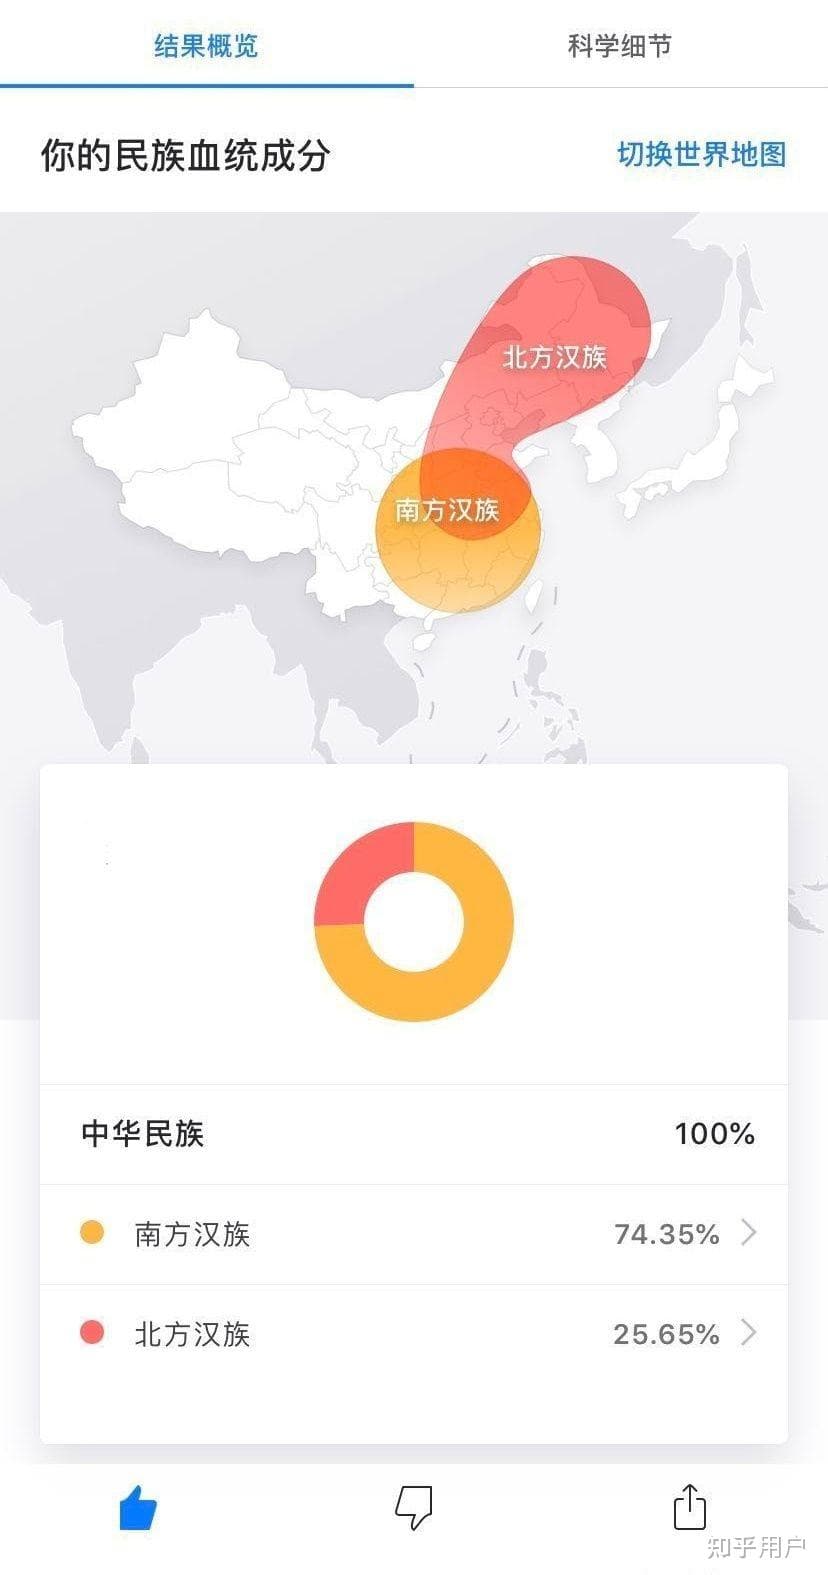 结果概览
科学细节
你的民族血统成分
切换世界地图
北方汉族
南方汉族
中华民族
100%
南方汉族
74.35%
北方汉族
25.65%
知乎用户